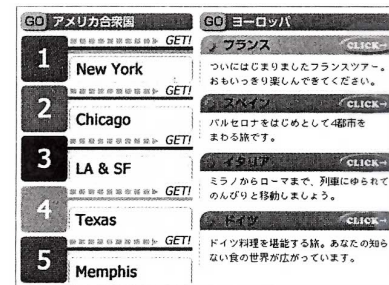 GO アメリカ合衆国
GET!
1
New York
GET!
2
Chicago
GET!
3
LA & SF
GET!
4
Texas
GET!
5
Memphis
GO ヨーロッパ
フランス CLICK
ついにはじまりましたフランスツアー。
おもいっきり楽しんできてください。
スペイン CLICK
バルセロナをはじめとして4都市を
まわる旅です。
イタリア CLICK
ミラノからローマまで、列車にゆられて
のんびりと移動しましょう。
ドイツ CLICK
ドイツ料理を堪能する旅。あなたの知ら
ない食の世界が広がっています。